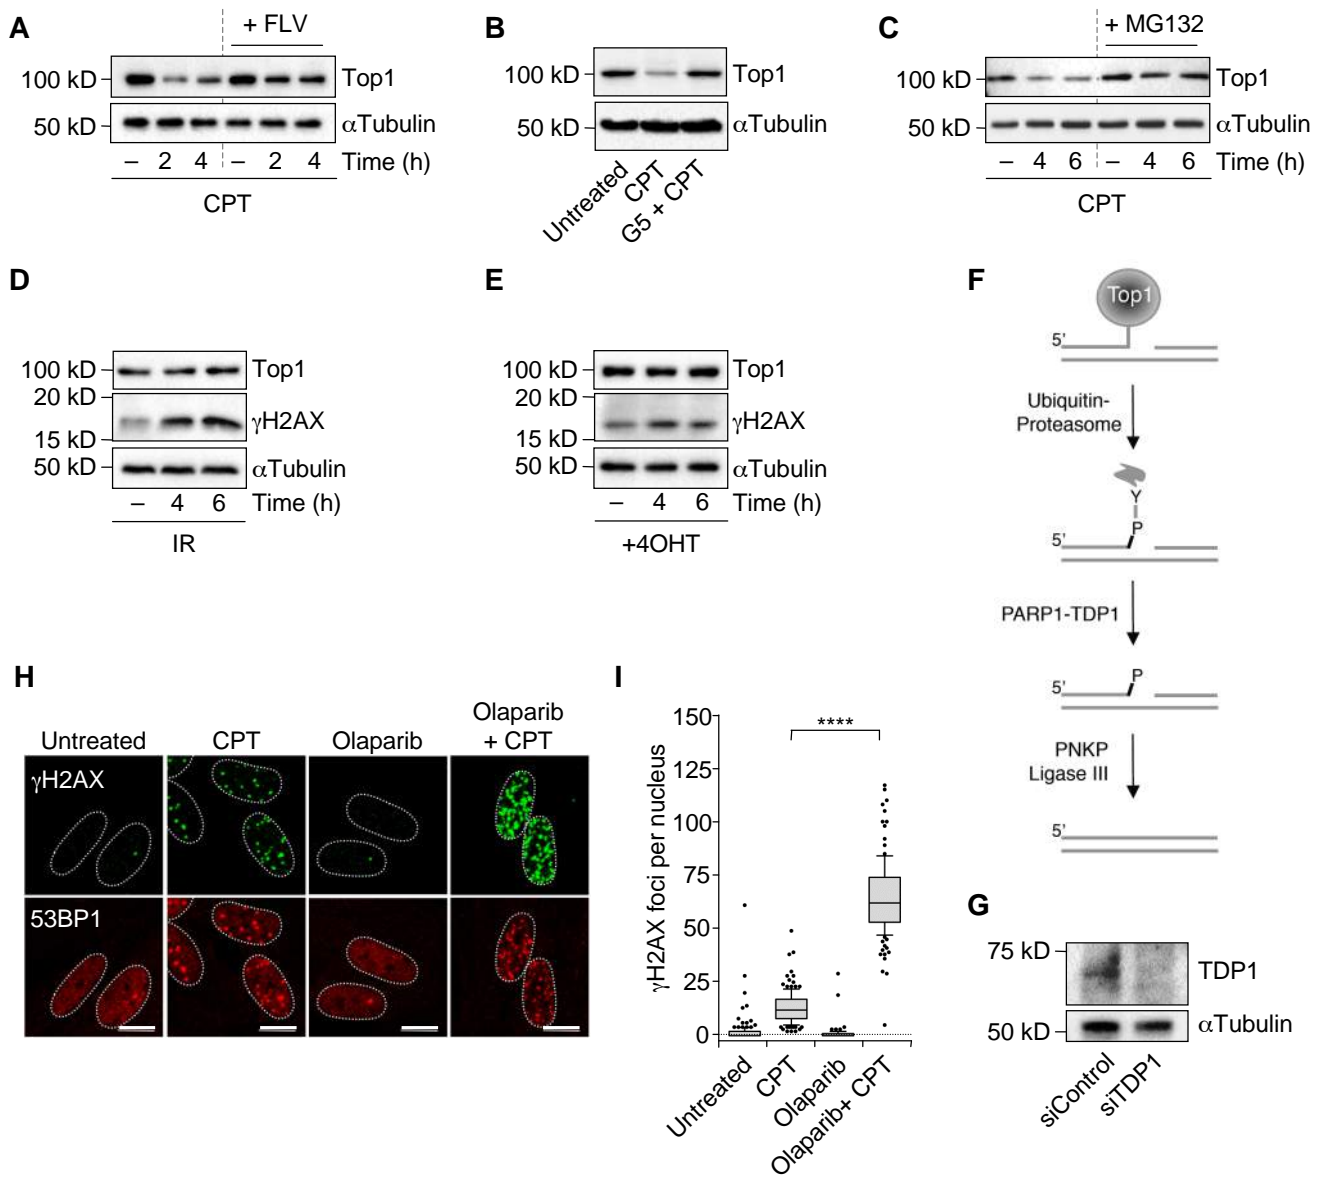 A
+ FLV
100 kD
Top1
50 kD
αTubulin
– 2 4 – 2 4 Time (h)
CPT
B
100 kD
Top1
50 kD
αTubulin
Untreated
CPT
G5 + CPT
C
+ MG132
100 kD
Top1
50 kD
αTubulin
– 4 6 – 4 6 Time (h)
CPT
D
100 kD
Top1
20 kD
γH2AX
15 kD
50 kD
αTubulin
– 4 6 Time (h)
IR
E
100 kD
Top1
20 kD
γH2AX
15 kD
50 kD
αTubulin
– 4 6 Time (h)
+4OHT
F
Top1
5'
Ubiquitin-
Proteasome
Y
P
5'
PARP1-TDP1
P
5'
PNKP
Ligase III
5'
G
75 kD
TDP1
50 kD
αTubulin
siControl
siTDP1
H
Untreated
CPT
Olaparib
Olaparib
+ CPT
γH2AX
53BP1
I
γH2AX foci per nucleus
150
125
100
75
50
25
0
****
Untreated
CPT
Olaparib
Olaparib+ CPT